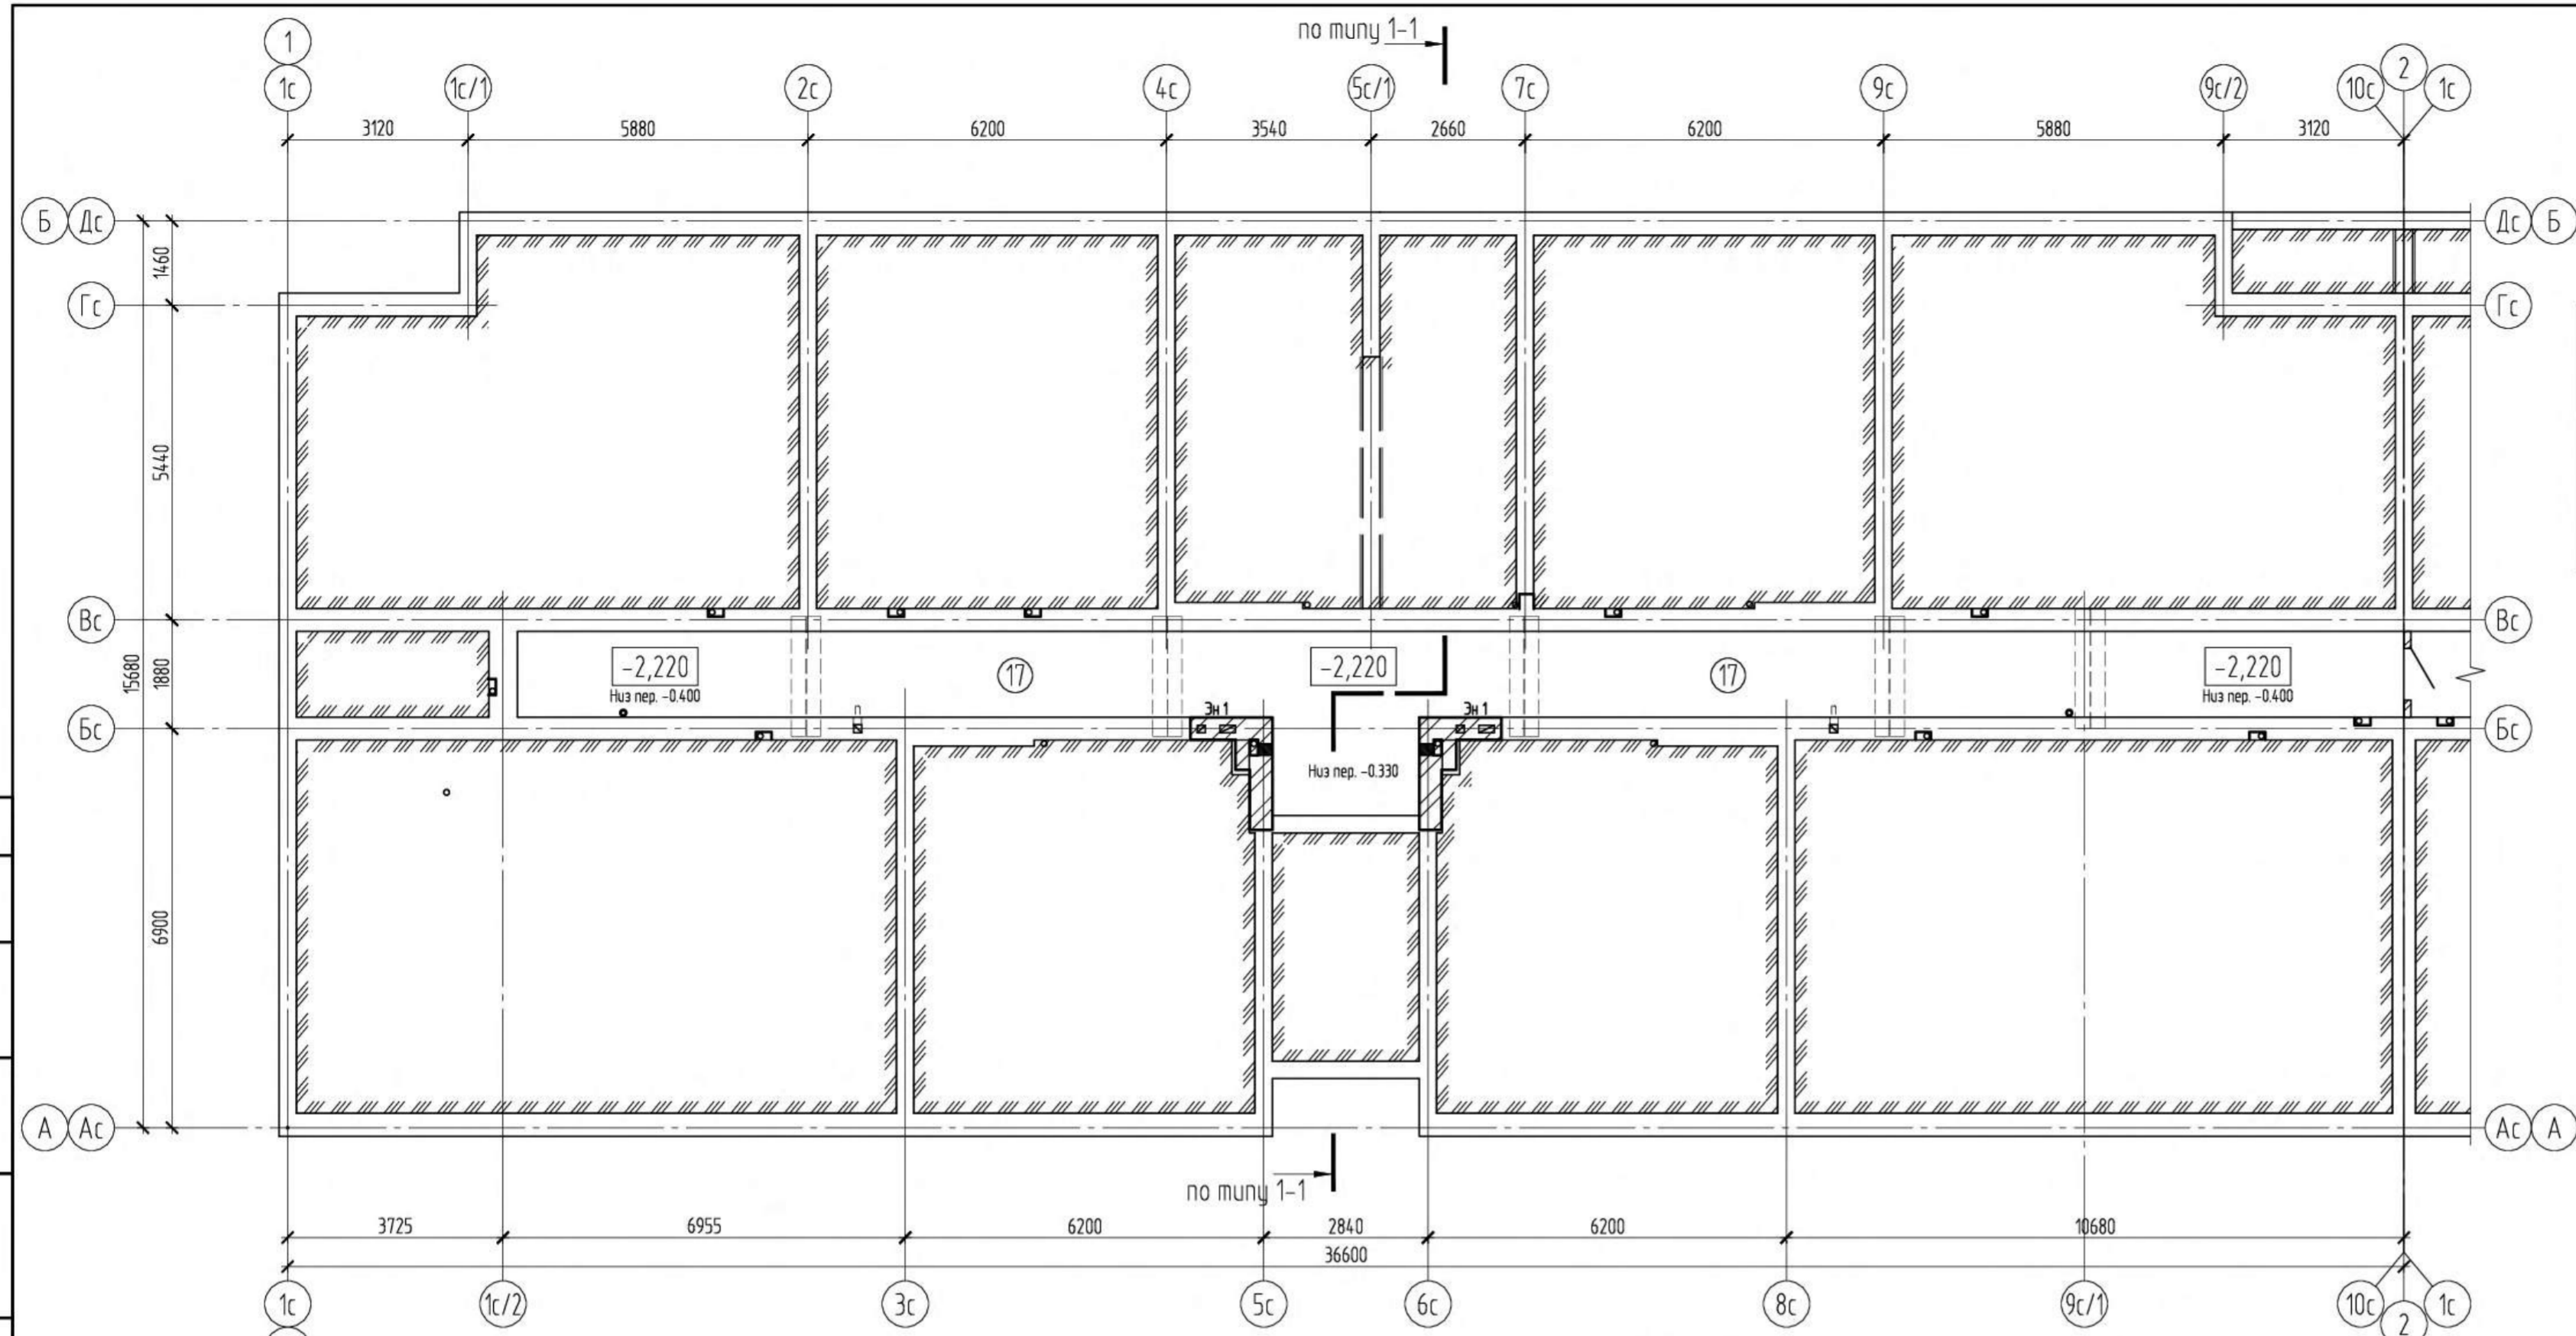 по типу 1-1
1
1с
1с/1
2с
4с
5с/1
7с
9с
9с/2
10с
2
1с
3120
5880
6200
3540
2660
6200
5880
3120
Б
Дс
Дс
Б
1460
Гс
Гс
5440
Вс
Вс
15680
1880
-2,220
Низ пер. -0.400
17
-2,220
17
-2,220
Низ пер. -0.400
Бс
п
Эн 1
Эн 1
п
Бс
Низ пер. -0.330
6900
А
Ас
Ас
А
по типу 1-1
3725
6955
6200
2840
6200
10680
36600
1с
1с/2
3с
5с
6с
8с
9с/1
10с
2
1с